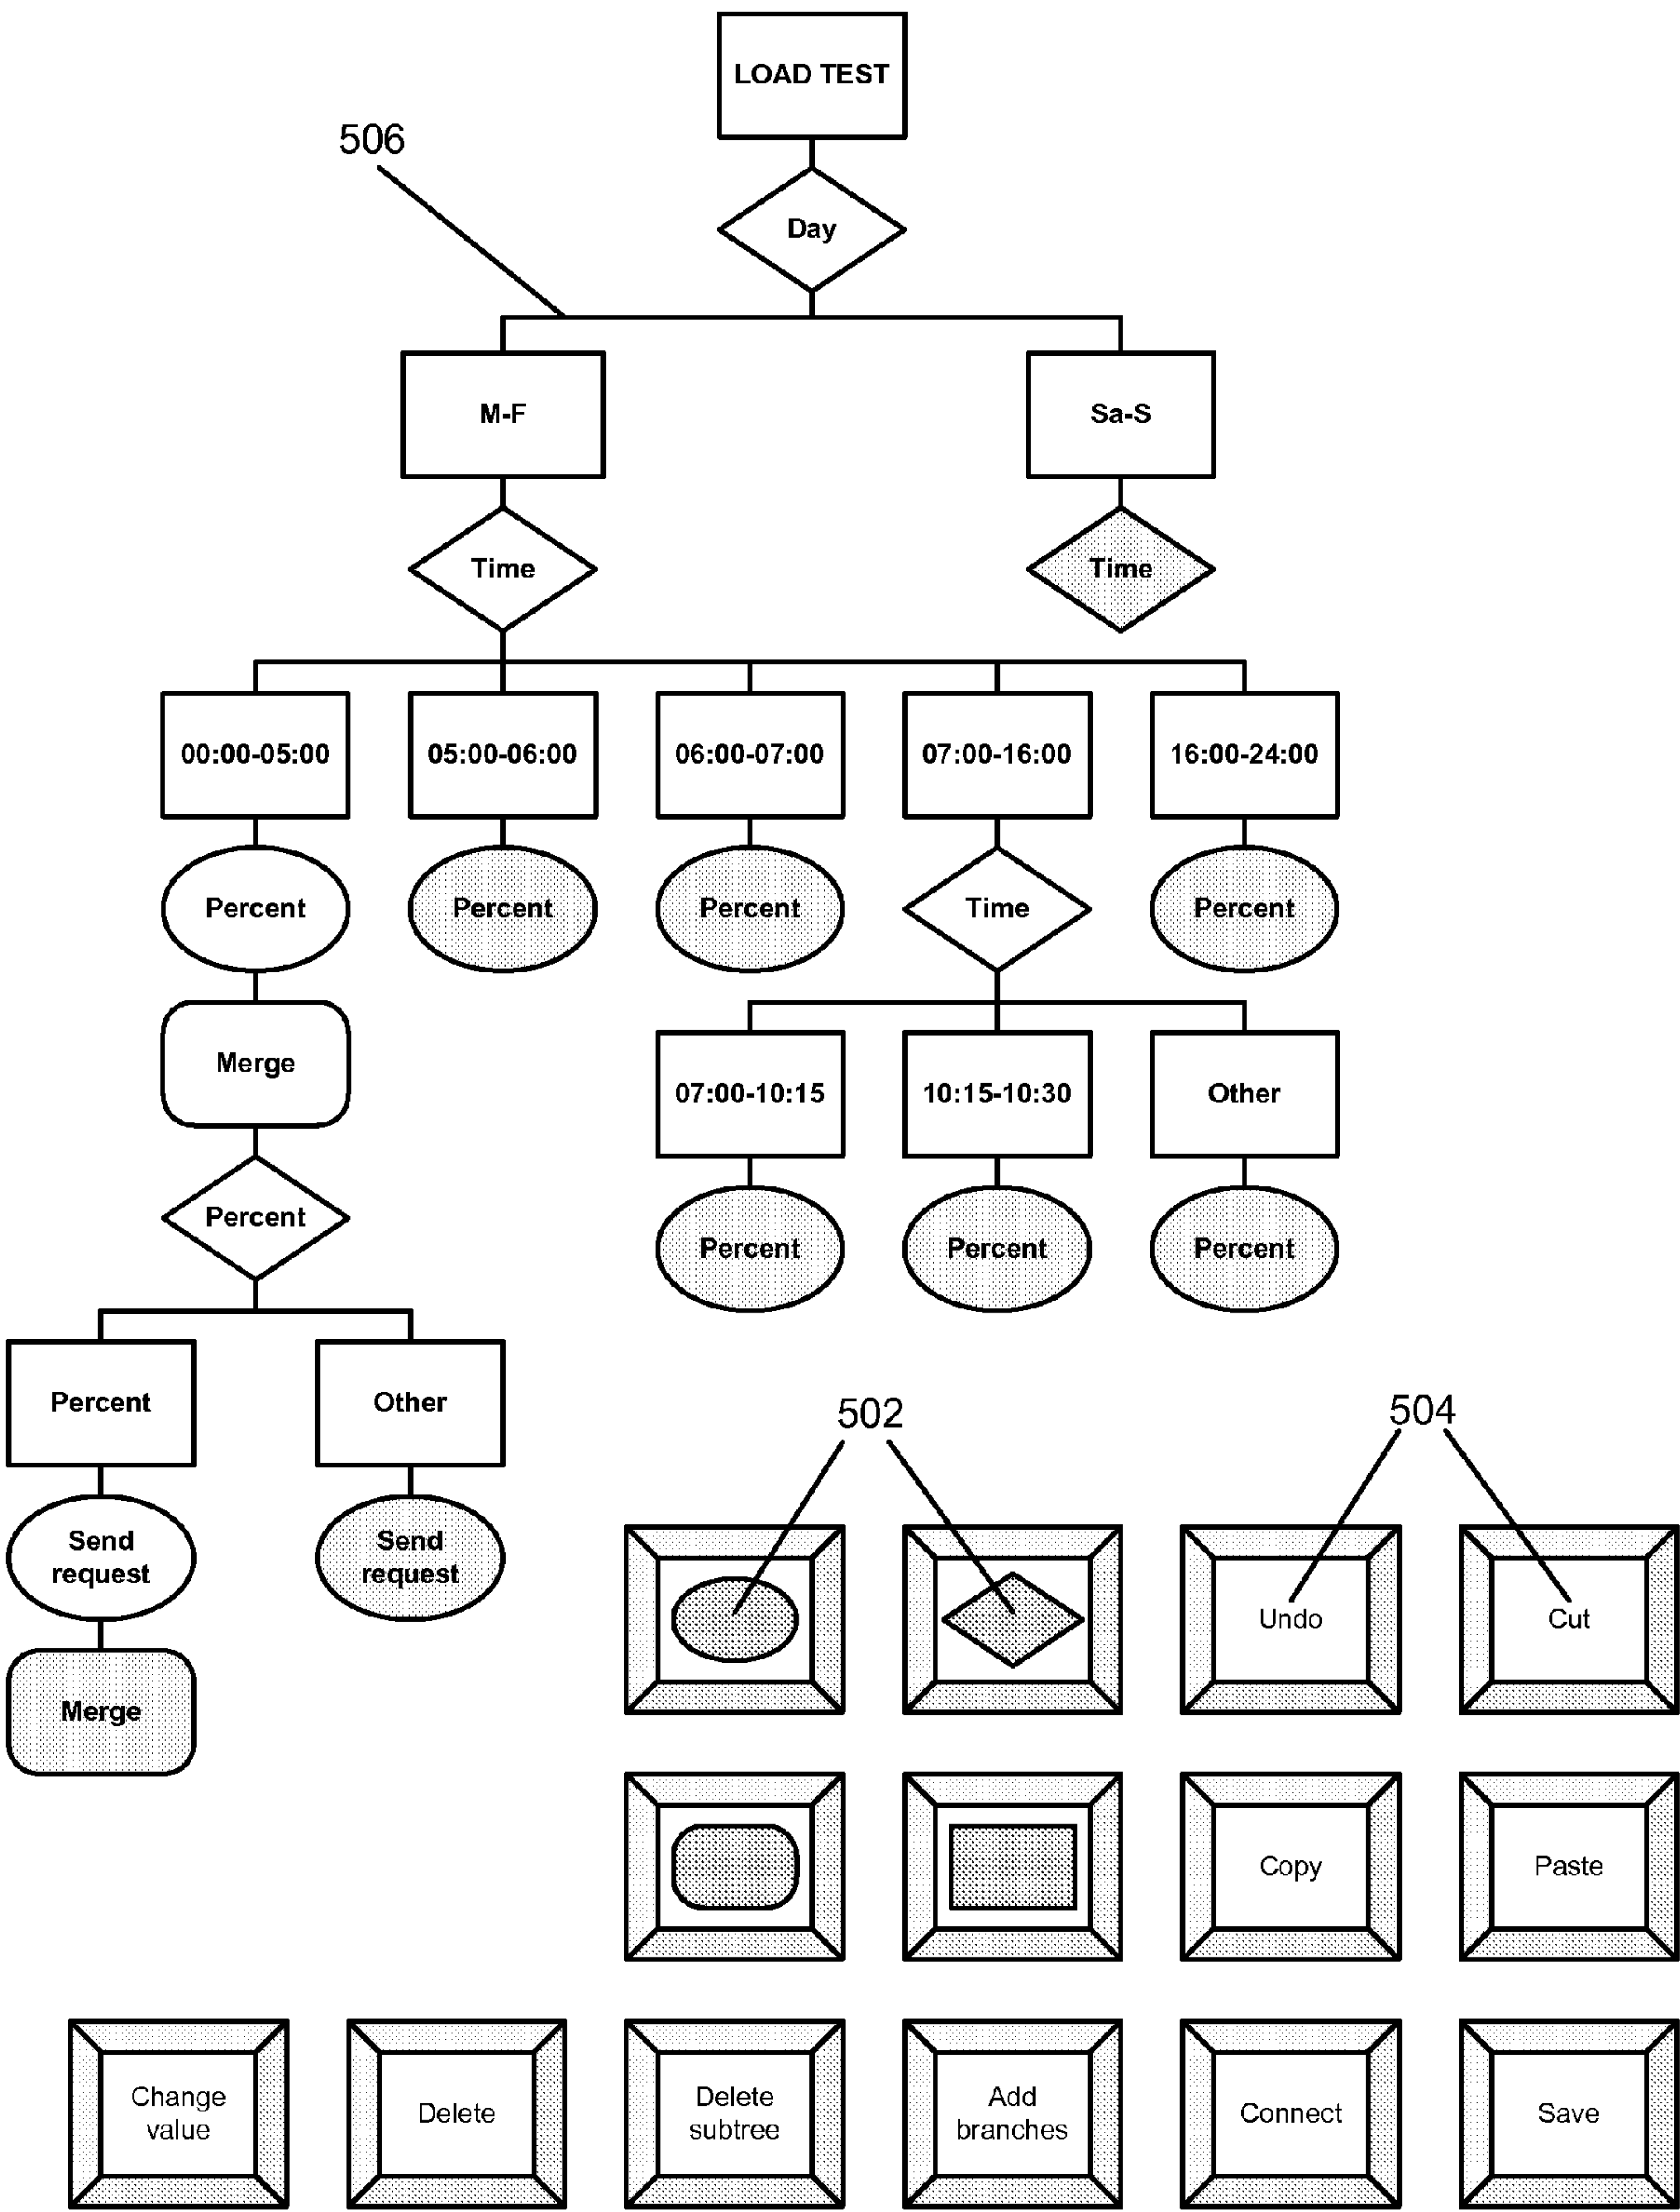 LOAD TEST
506
Day
M-F
Sa-S
Time
Time
00:00-05:00
05:00-06:00
06:00-07:00
07:00-16:00
16:00-24:00
Percent
Percent
Percent
Time
Percent
Merge
07:00-10:15
10:15-10:30
Other
Percent
Percent
Percent
Percent
Percent
Other
502
504
Send
request
Send
request
Undo
Cut
Merge
Copy
Paste
Change
value
Delete
Delete
subtree
Add
branches
Connect
Save